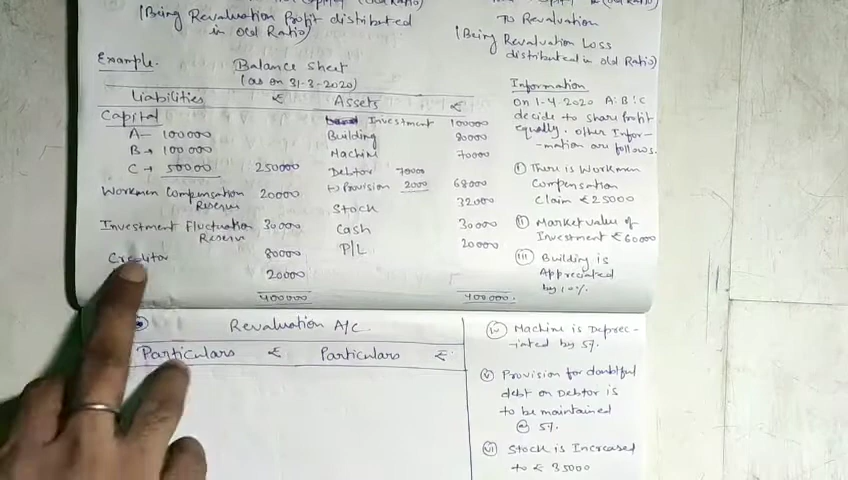 (Being Revaluation Profit distributed
in old Ratio)
To Revaluation
(Being Revaluation Loss
distributed in old Ratio)
Example.
Balance Sheet
(as on 31-3-2020)
Liabilities ₹ Assets ₹
Capital Investment 100000
A— 100000 Building 80000
B→ 100000 Machine 70000
C→ 50000 250000 Debtor 70000
(-) Provision 2000 68000
Workmen Compensation 20000 Stock 32000
Reserve
Investment Fluctuation 30000 Cash 30000
Reserve P/L 20000
Creditor 80000
20000
400000 400000
Information
On 1-4-2020 A:B:C
decide to share Profit
equally. Other Infor-
-mation are follows.
(i) There is Workmen
Compensation
Claim ₹ 25000
(ii) Market value of
Investment ₹ 60000
(iii) Building is
Appreciated
by 10%.
Revaluation A/C
Particulars ₹ Particulars ₹
(iv) Machine is Deprec-
-iated by 5%.
(v) Provision for doubtful
debt on Debtor is
to be maintained
@ 5%.
(vi) Stock is Increased
to ₹ 35000